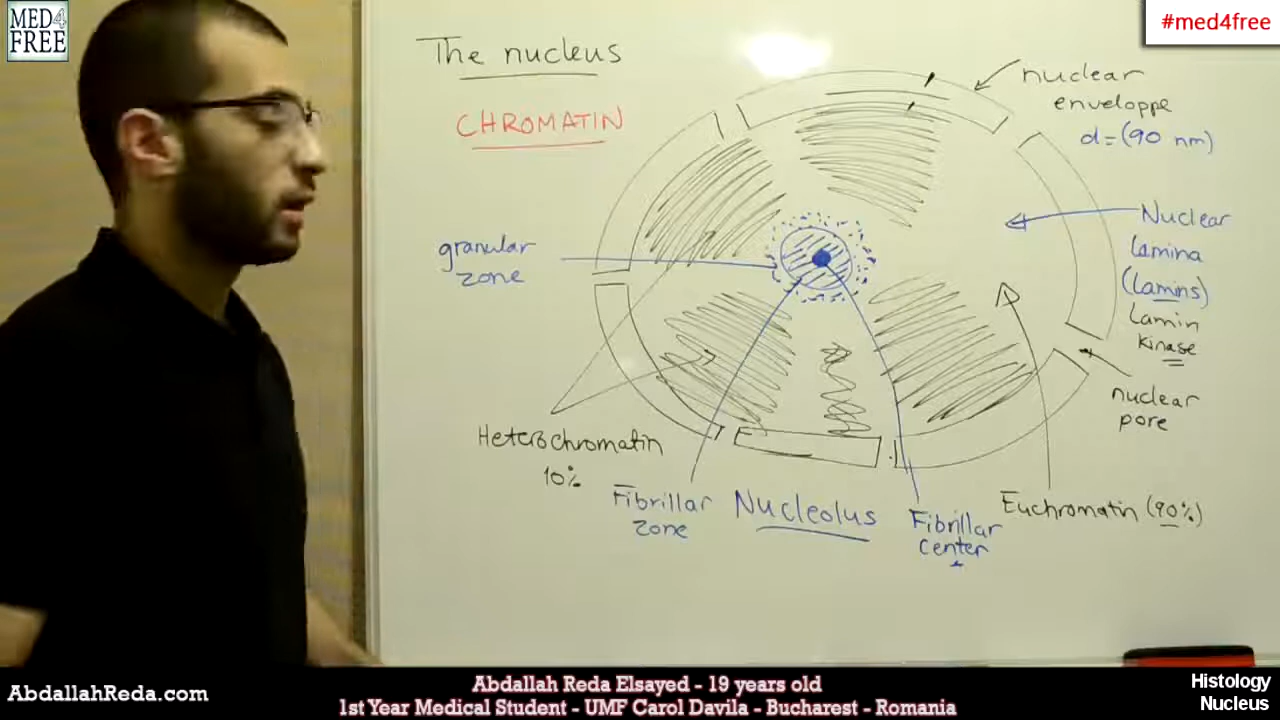 MED4
FREE
#med4free
The nucleus
CHROMATIN
nuclear
enveloppe
d=(90 nm)
granular
zone
Nuclear
lamina
(lamins)
Lamin
kinase
nuclear
pore
Heterochromatin
10%
Fibrillar
zone
Nucleolus
Fibrillar
center
Euchromatin (90%)
AbdallahReda.com
Abdallah Reda Elsayed - 19 years old
1st Year Medical Student - UMF Carol Davila - Bucharest - Romania
Histology
Nucleus